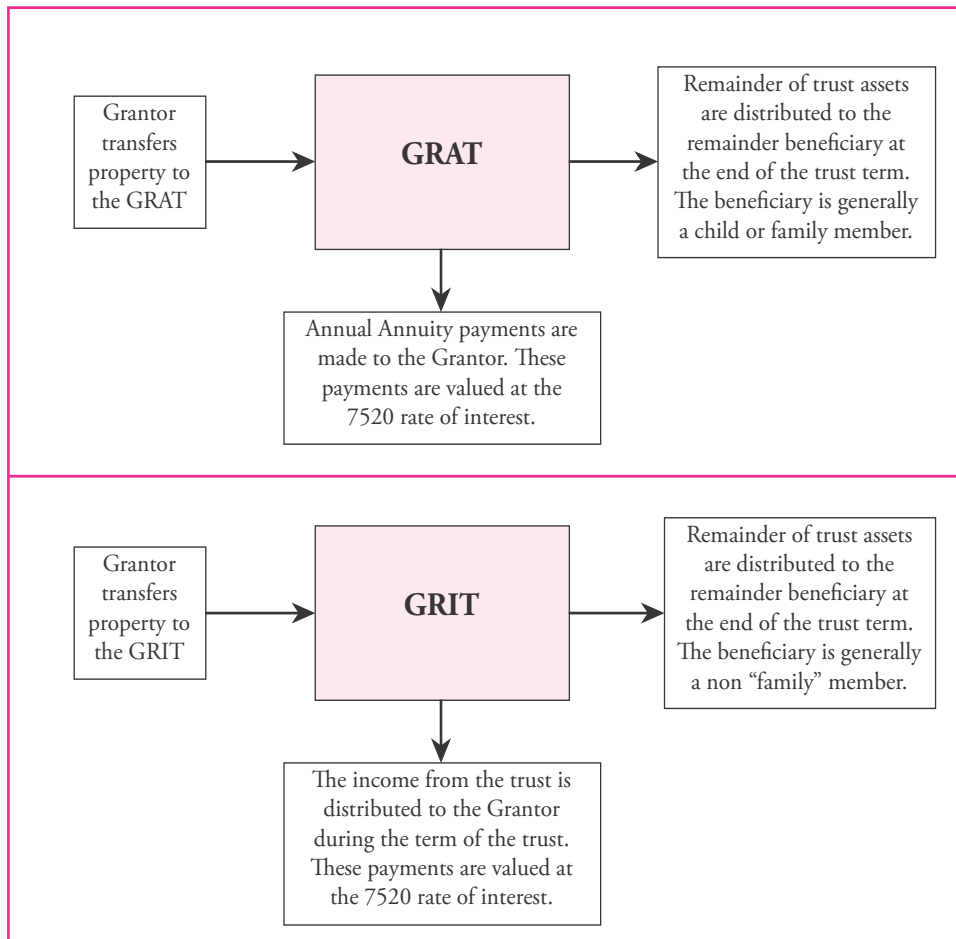 Grantor
transfers
property to
the GRAT
GRAT
Remainder of trust assets
are distributed to the
remainder beneficiary at
the end of the trust term.
The beneficiary is generally
a child or family member.
Annual Annuity payments are
made to the Grantor. These
payments are valued at the
7520 rate of interest.
Grantor
transfers
property to
the GRIT
GRIT
Remainder of trust assets
are distributed to the
remainder beneficiary at
the end of the trust term.
The beneficiary is generally
a non “family” member.
The income from the trust is
distributed to the Grantor
during the term of the trust.
These payments are valued at
the 7520 rate of interest.